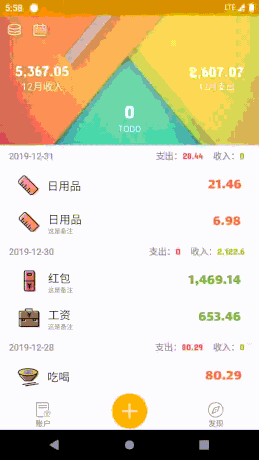 5:58 LTE
5,367.05 2,607.07
12月收入 12月支出
0
TODO
2019-12-31 支出: 28.44 收入: 0
日用品 21.46
日用品 6.98
这是备注
2019-12-30 支出: 0 收入: 2,122.6
红包 1,469.14
这是备注
工资 653.46
这是备注
2019-12-28 支出: 80.29 收入: 0
吃喝 80.29
账户 发现